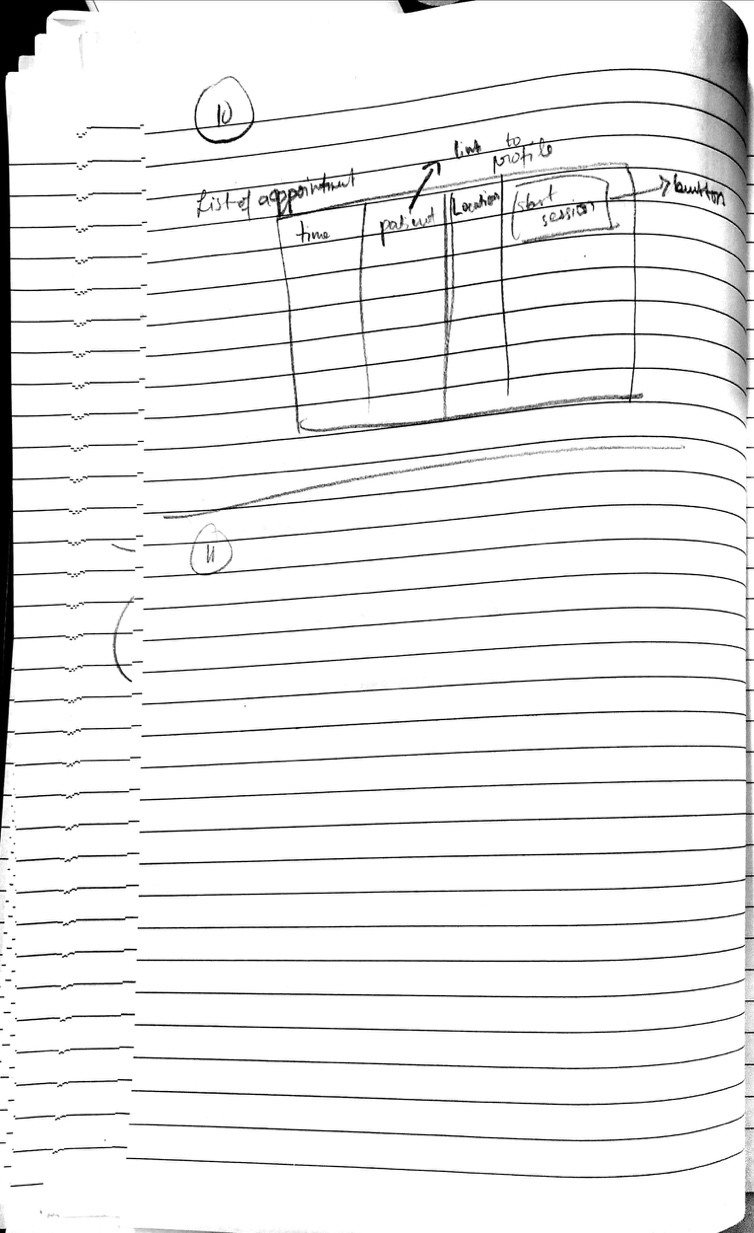 10
link to
profile
List of appointment
time
patient
Location
start
session
button
11